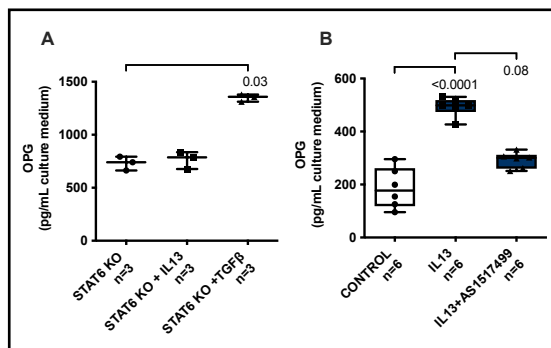 A
0.03
1500
1000
500
0
OPG
(pg/mL culture medium)
STAT6 KO
n=3
STAT6 KO + IL13
n=3
STAT6 KO +TGFβ
n=3
B
<0.0001
0.08
600
400
200
0
OPG
(pg/mL culture medium)
CONTROL
n=6
IL13
n=6
IL13+AS1517499
n=6